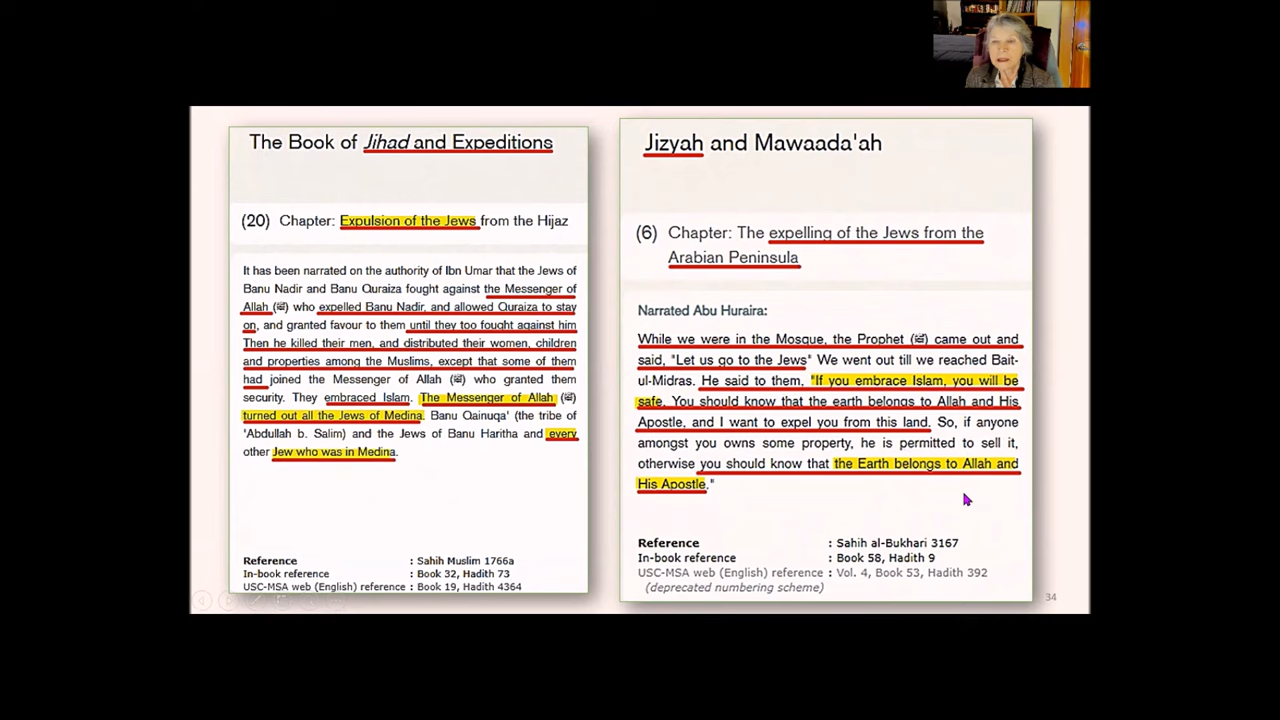 The Book of Jihad and Expeditions
(20) Chapter: Expulsion of the Jews from the Hijaz
It has been narrated on the authority of Ibn Umar that the Jews of
Banu Nadir and Banu Quraiza fought against the Messenger of
Allah (ﷺ) who expelled Banu Nadir, and allowed Quraiza to stay
on, and granted favour to them until they too fought against him
Then he killed their men, and distributed their women, children
and properties among the Muslims, except that some of them
had joined the Messenger of Allah (ﷺ) who granted them
security. They embraced Islam. The Messenger of Allah (ﷺ)
turned out all the Jews of Medina. Banu Qainuqa' (the tribe of
'Abdullah b. Salim) and the Jews of Banu Haritha and every
other Jew who was in Medina.
Reference : Sahih Muslim 1766a
In-book reference : Book 32, Hadith 73
USC-MSA web (English) reference : Book 19, Hadith 4364
Jizyah and Mawaada'ah
(6) Chapter: The expelling of the Jews from the
Arabian Peninsula
Narrated Abu Huraira:
While we were in the Mosque, the Prophet (ﷺ) came out and
said, "Let us go to the Jews" We went out till we reached Bait-
ul-Midras. He said to them, "If you embrace Islam, you will be
safe. You should know that the earth belongs to Allah and His
Apostle, and I want to expel you from this land. So, if anyone
amongst you owns some property, he is permitted to sell it,
otherwise you should know that the Earth belongs to Allah and
His Apostle."
Reference : Sahih al-Bukhari 3167
In-book reference : Book 58, Hadith 9
USC-MSA web (English) reference : Vol. 4, Book 53, Hadith 392
(deprecated numbering scheme)
34